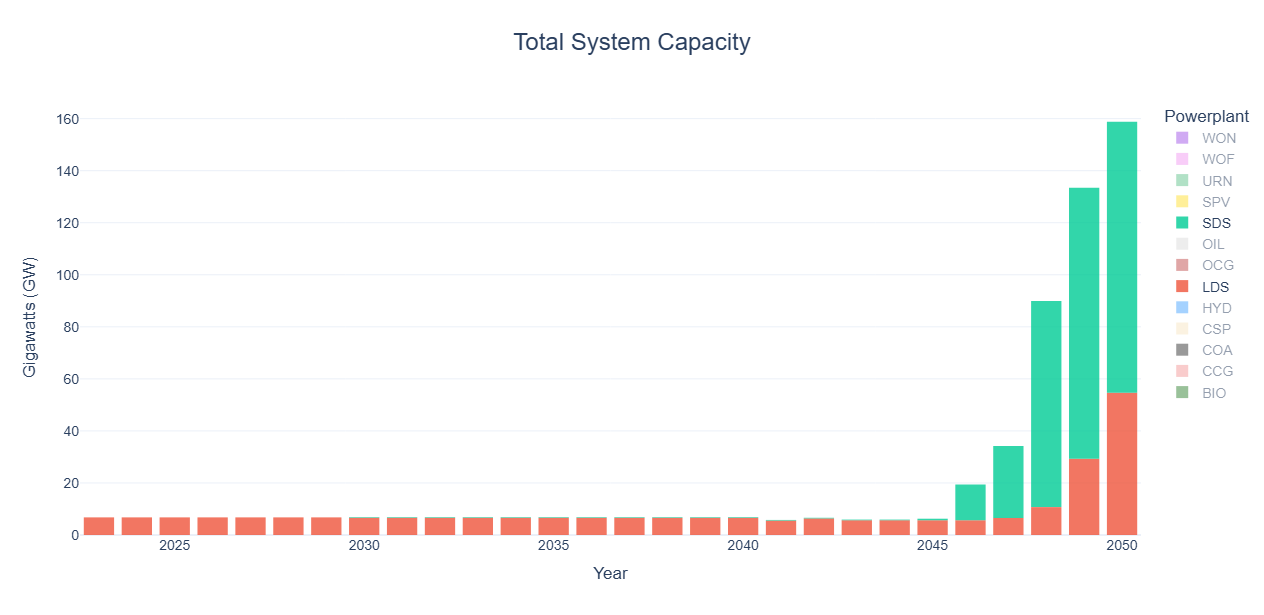 Total System Capacity
Gigawatts (GW)
160
140
120
100
80
60
40
20
0
2025
2030
2035
2040
2045
2050
Year
Powerplant
WON
WOF
URN
SPV
SDS
OIL
OCG
LDS
HYD
CSP
COA
CCG
BIO